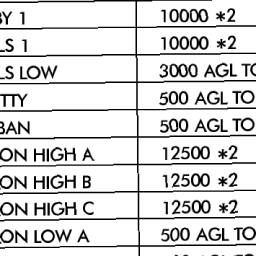 BY 1 10000 *2
LS 1 10000 *2
LS LOW 3000 AGL TO
TTY 500 AGL TO
BAN 500 AGL TO
ON HIGH A 12500 *2
ON HIGH B 12500 *2
ON HIGH C 12500 *2
ON LOW A 500 AGL TO